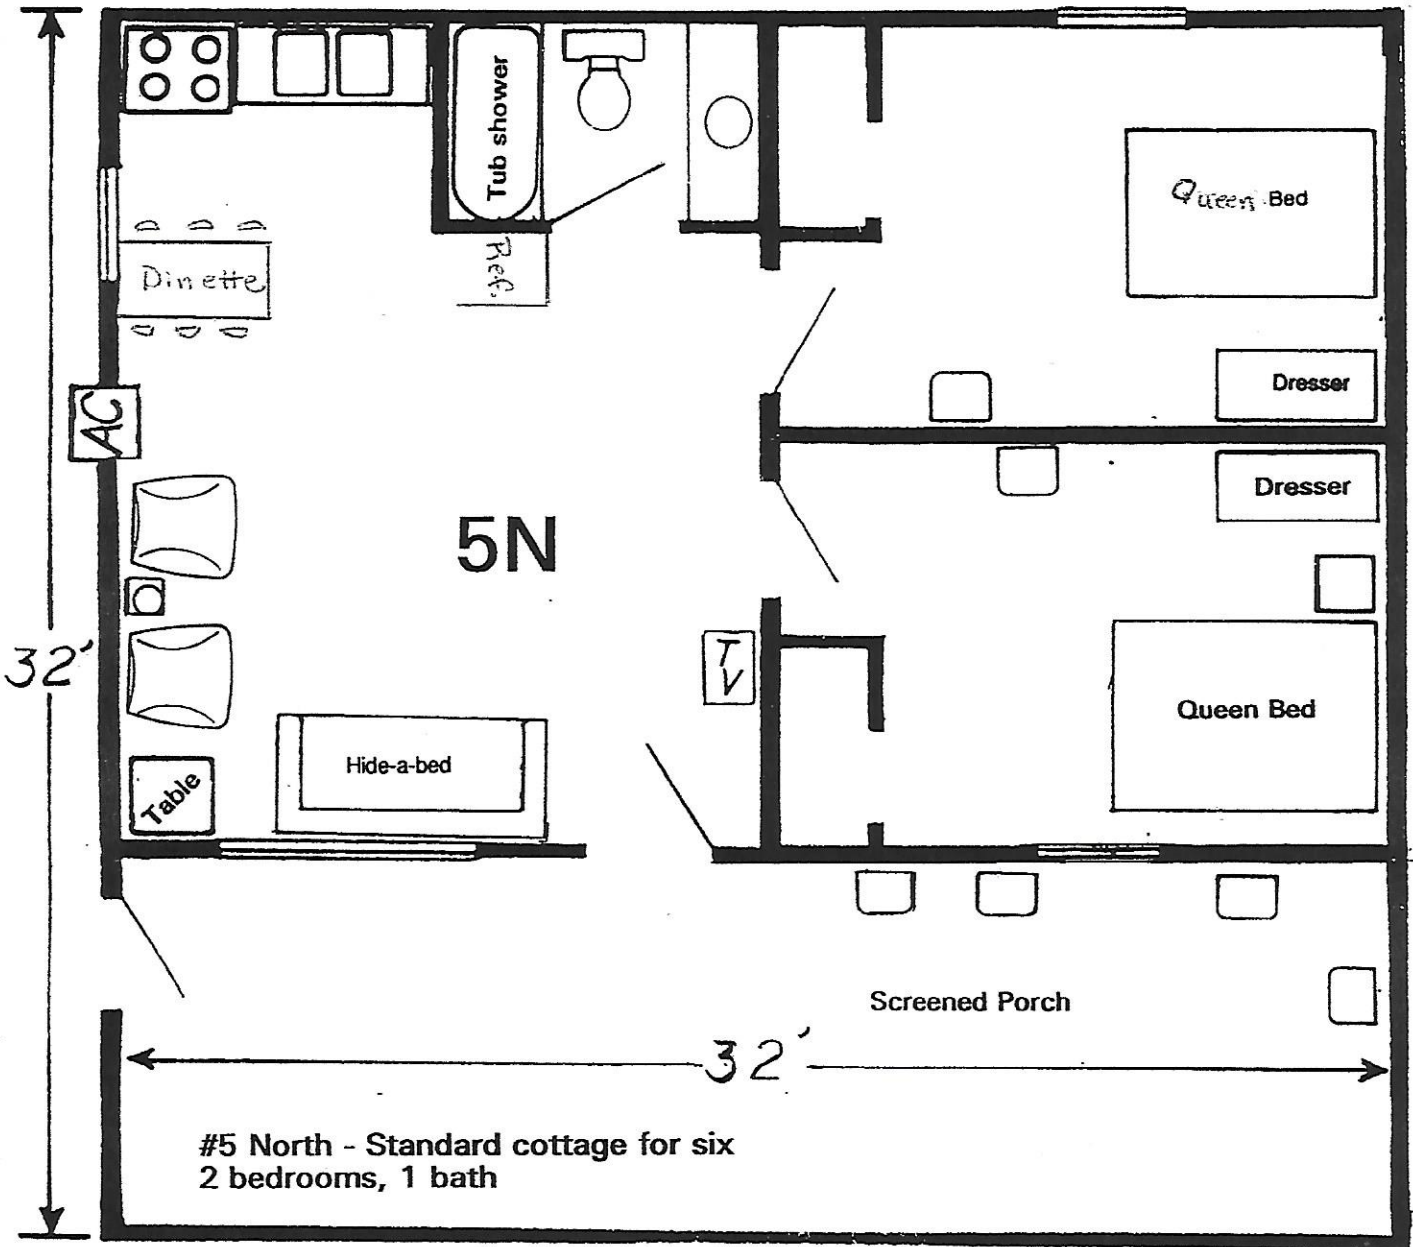 Tub shower
Queen Bed
Dinette
Ref.
Dresser
AC
Dresser
5N
32'
TV
Queen Bed
Hide-a-bed
Table
Screened Porch
32'
#5 North - Standard cottage for six
2 bedrooms, 1 bath